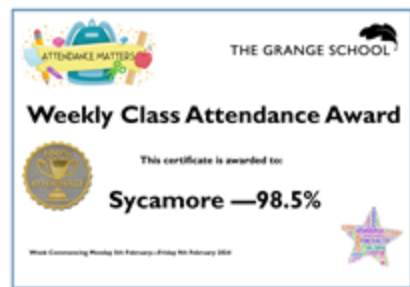 ATTENDANCE MATTERS
THE GRANGE SCHOOL
Weekly Class Attendance Award
This certificate is awarded to:
ATTENDANCE
Sycamore —98.5%
Week Commencing Monday 5th February—Friday 9th February 2024